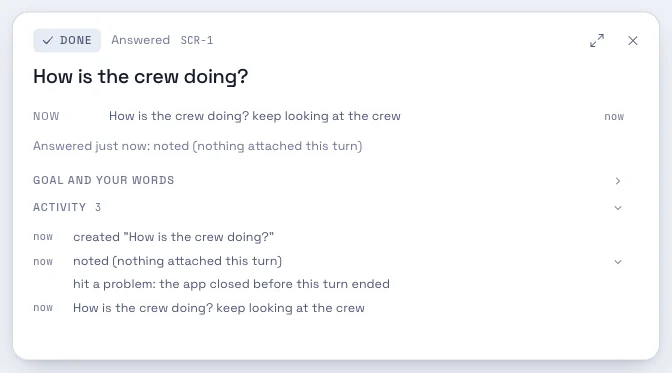 DONE Answered SCR-1
How is the crew doing?
NOW How is the crew doing? keep looking at the crew now
Answered just now: noted (nothing attached this turn)
GOAL AND YOUR WORDS
ACTIVITY 3
now created "How is the crew doing?"
now noted (nothing attached this turn)
hit a problem: the app closed before this turn ended
now How is the crew doing? keep looking at the crew